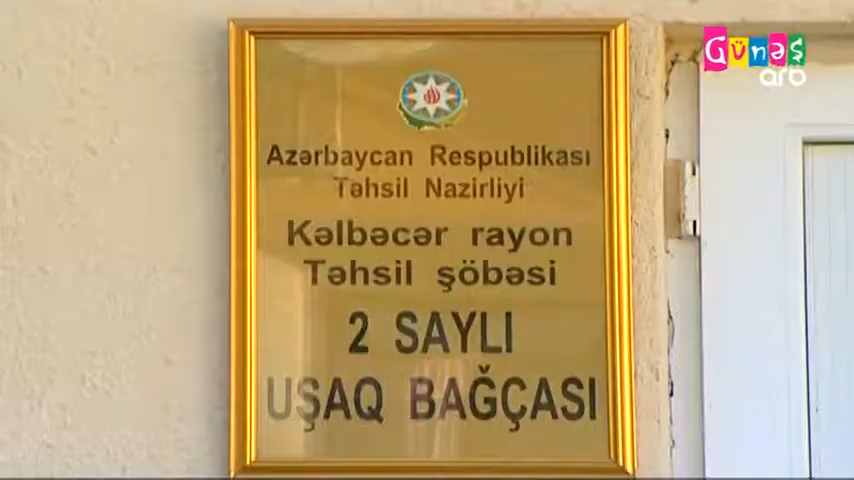 Günəş
arb
Azərbaycan Respublikası
Təhsil Nazirliyi
Kəlbəcər rayon
Təhsil şöbəsi
2 SAYLI
UŞAQ BAĞÇASI